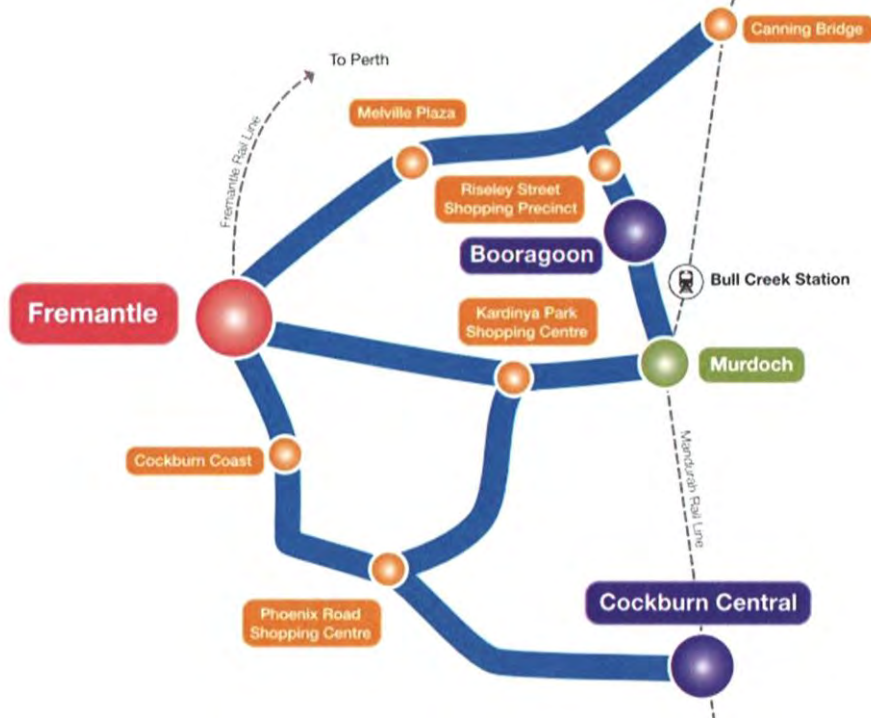 Canning Bridge
To Perth
Melville Plaza
Fremantle Rail Line
Riseley Street
Shopping Precinct
Booragoon
Bull Creek Station
Fremantle
Kardinya Park
Shopping Centre
Murdoch
Cockburn Coast
Mandurah Rail Line
Cockburn Central
Phoenix Road
Shopping Centre